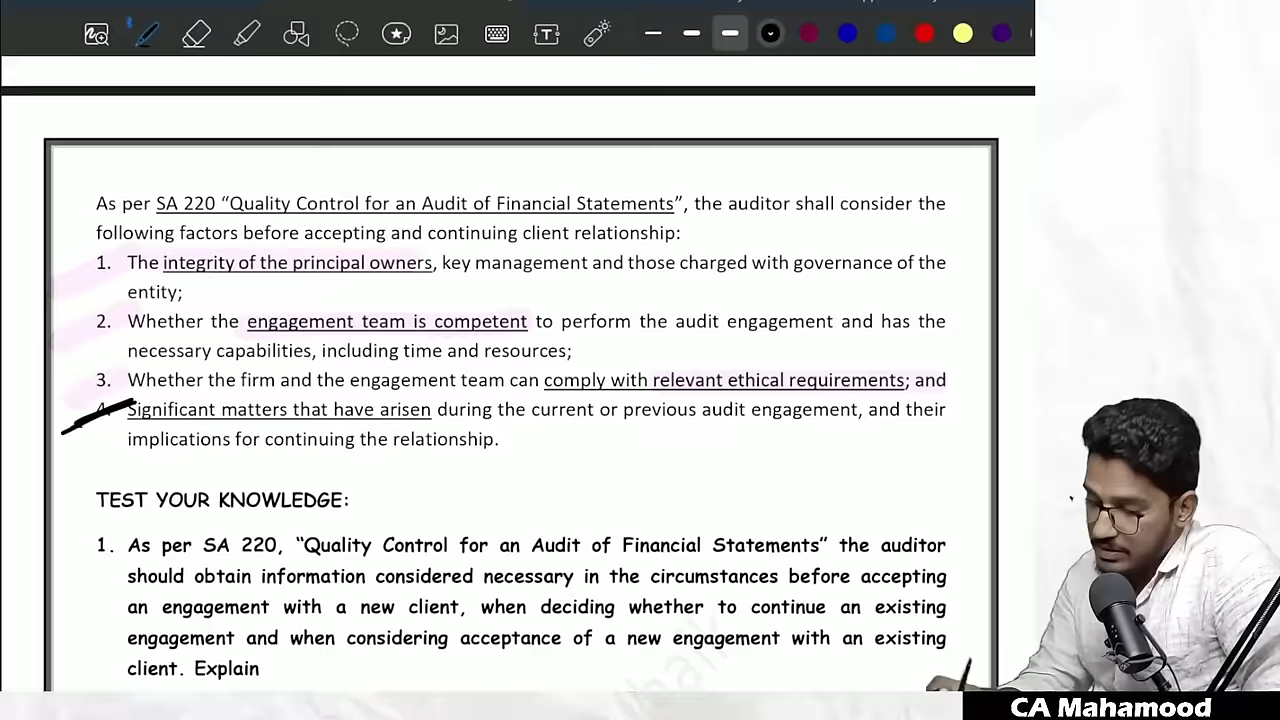 As per SA 220 “Quality Control for an Audit of Financial Statements”, the auditor shall consider the
following factors before accepting and continuing client relationship:
1. The integrity of the principal owners, key management and those charged with governance of the
entity;
2. Whether the engagement team is competent to perform the audit engagement and has the
necessary capabilities, including time and resources;
3. Whether the firm and the engagement team can comply with relevant ethical requirements; and
4. Significant matters that have arisen during the current or previous audit engagement, and their
implications for continuing the relationship.
TEST YOUR KNOWLEDGE:
1. As per SA 220, “Quality Control for an Audit of Financial Statements” the auditor
should obtain information considered necessary in the circumstances before accepting
an engagement with a new client, when deciding whether to continue an existing
engagement and when considering acceptance of a new engagement with an existing
client. Explain
CA Mahamood